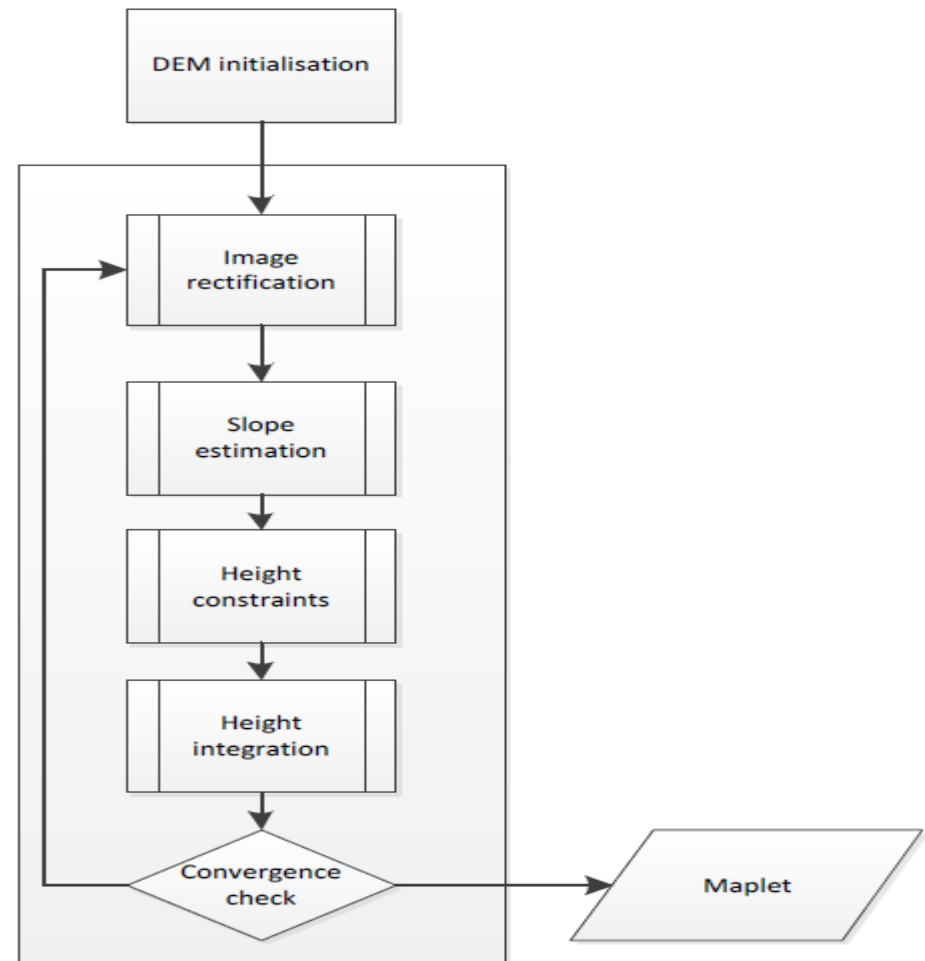 DEM initialisation
Image
rectification
Slope
estimation
Height
constraints
Height
integration
Convergence
check
Maplet